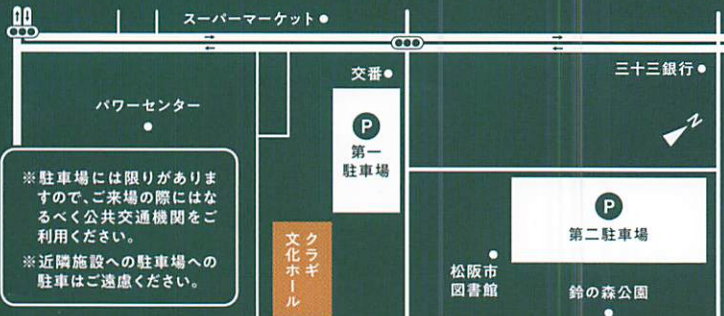 スーパーマーケット
交番
三十三銀行
パワーセンター
P
第一
駐車場
N
※駐車場には限りがありま
すので、ご来場の際にはな
るべく公共交通機関をご
利用ください。
※近隣施設への駐車場への
駐車はご遠慮ください。
P
第二駐車場
クラギ
文化ホール
松阪市
図書館
鈴の森公園